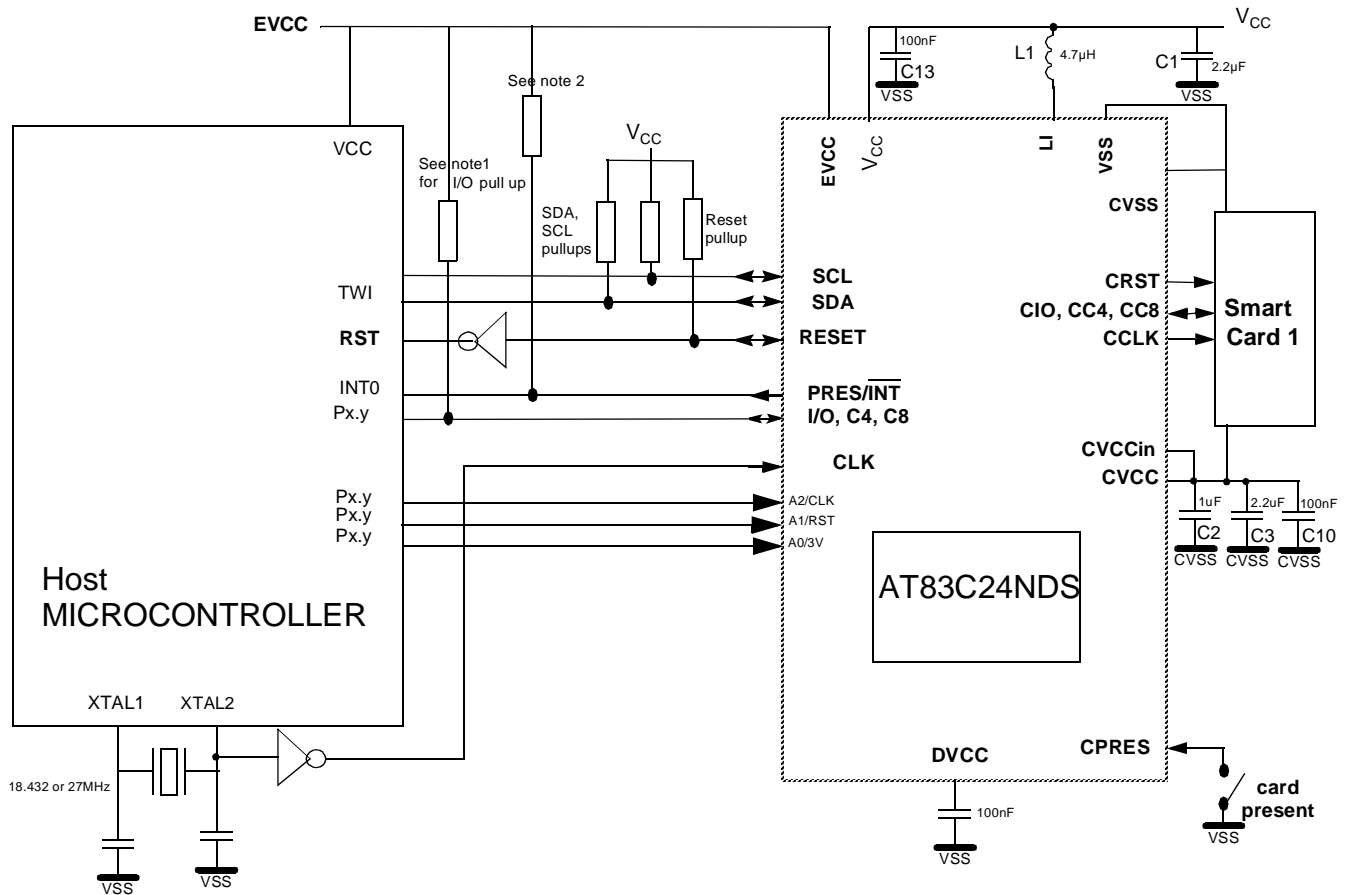 EVCC
VCC
100nF
C13
VSS
L1
4.7µH
C1
2.2µF
VSS
See note 2
VCC
VCC
See note1
for I/O pull up
SDA,
SCL
pullups
Reset
pullup
EVCC
VCC
LI
VSS
CVSS
TWI
RST
INT0
Px.y
SCL
SDA
RESET
PRES/INT
I/O, C4, C8
CLK
CRST
CIO, CC4, CC8
CCLK
Smart
Card 1
CVCCin
CVCC
Px.y
Px.y
Px.y
A2/CLK
A1/RST
A0/3V
1uF
C2
CVSS
2.2uF
C3
CVSS
100nF
C10
CVSS
Host
MICROCONTROLLER
AT83C24NDS
XTAL1
XTAL2
18.432 or 27MHz
VSS
VSS
DVCC
100nF
VSS
CPRES
card
present
VSS